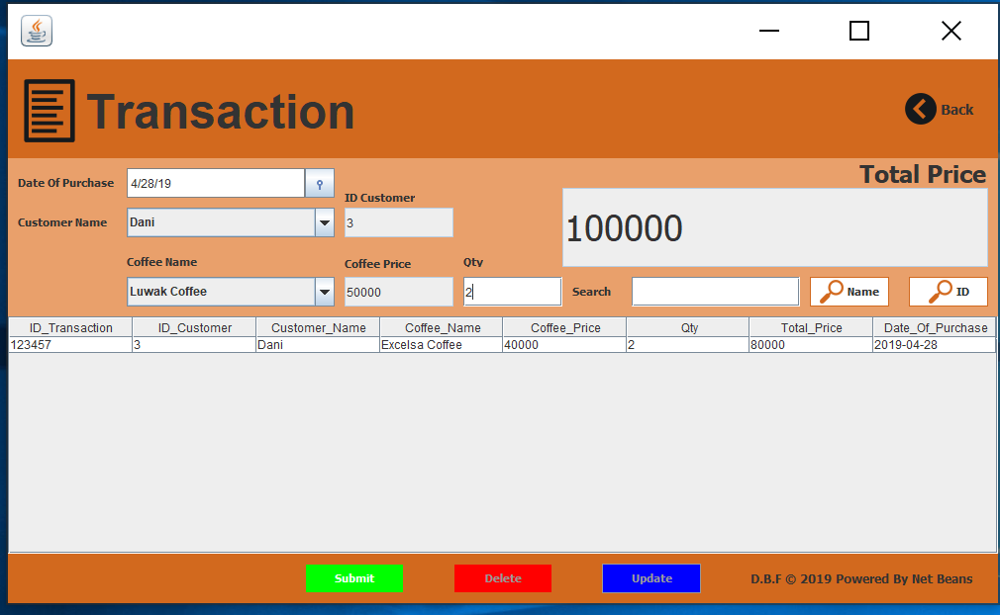 Transaction
Back
Date Of Purchase 4/28/19
Total Price
ID Customer
Customer Name Dani 3
100000
Coffee Name Coffee Price Qty
Luwak Coffee 50000 2 Search Name ID
ID_Transaction ID_Customer Customer_Name Coffee_Name Coffee_Price Qty Total_Price Date_Of_Purchase
123457 3 Dani Excelsa Coffee 40000 2 80000 2019-04-28
Submit Delete Update D.B.F © 2019 Powered By Net Beans